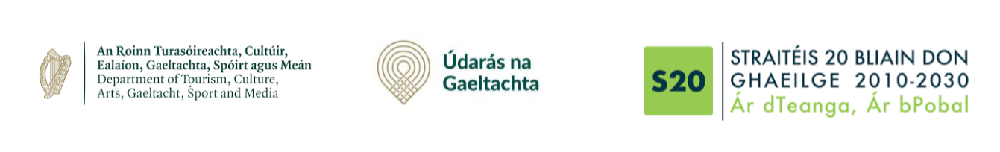 An Roinn Turasóireachta, Cultúir,
Ealaíon, Gaeltachta, Spóirt agus Meán
Department of Tourism, Culture,
Arts, Gaeltacht, Sport and Media
Údarás na
Gaeltachta
S20
STRAITÉIS 20 BLIAIN DON
GHAEILGE 2010-2030
Ár dTeanga, Ár bPobal